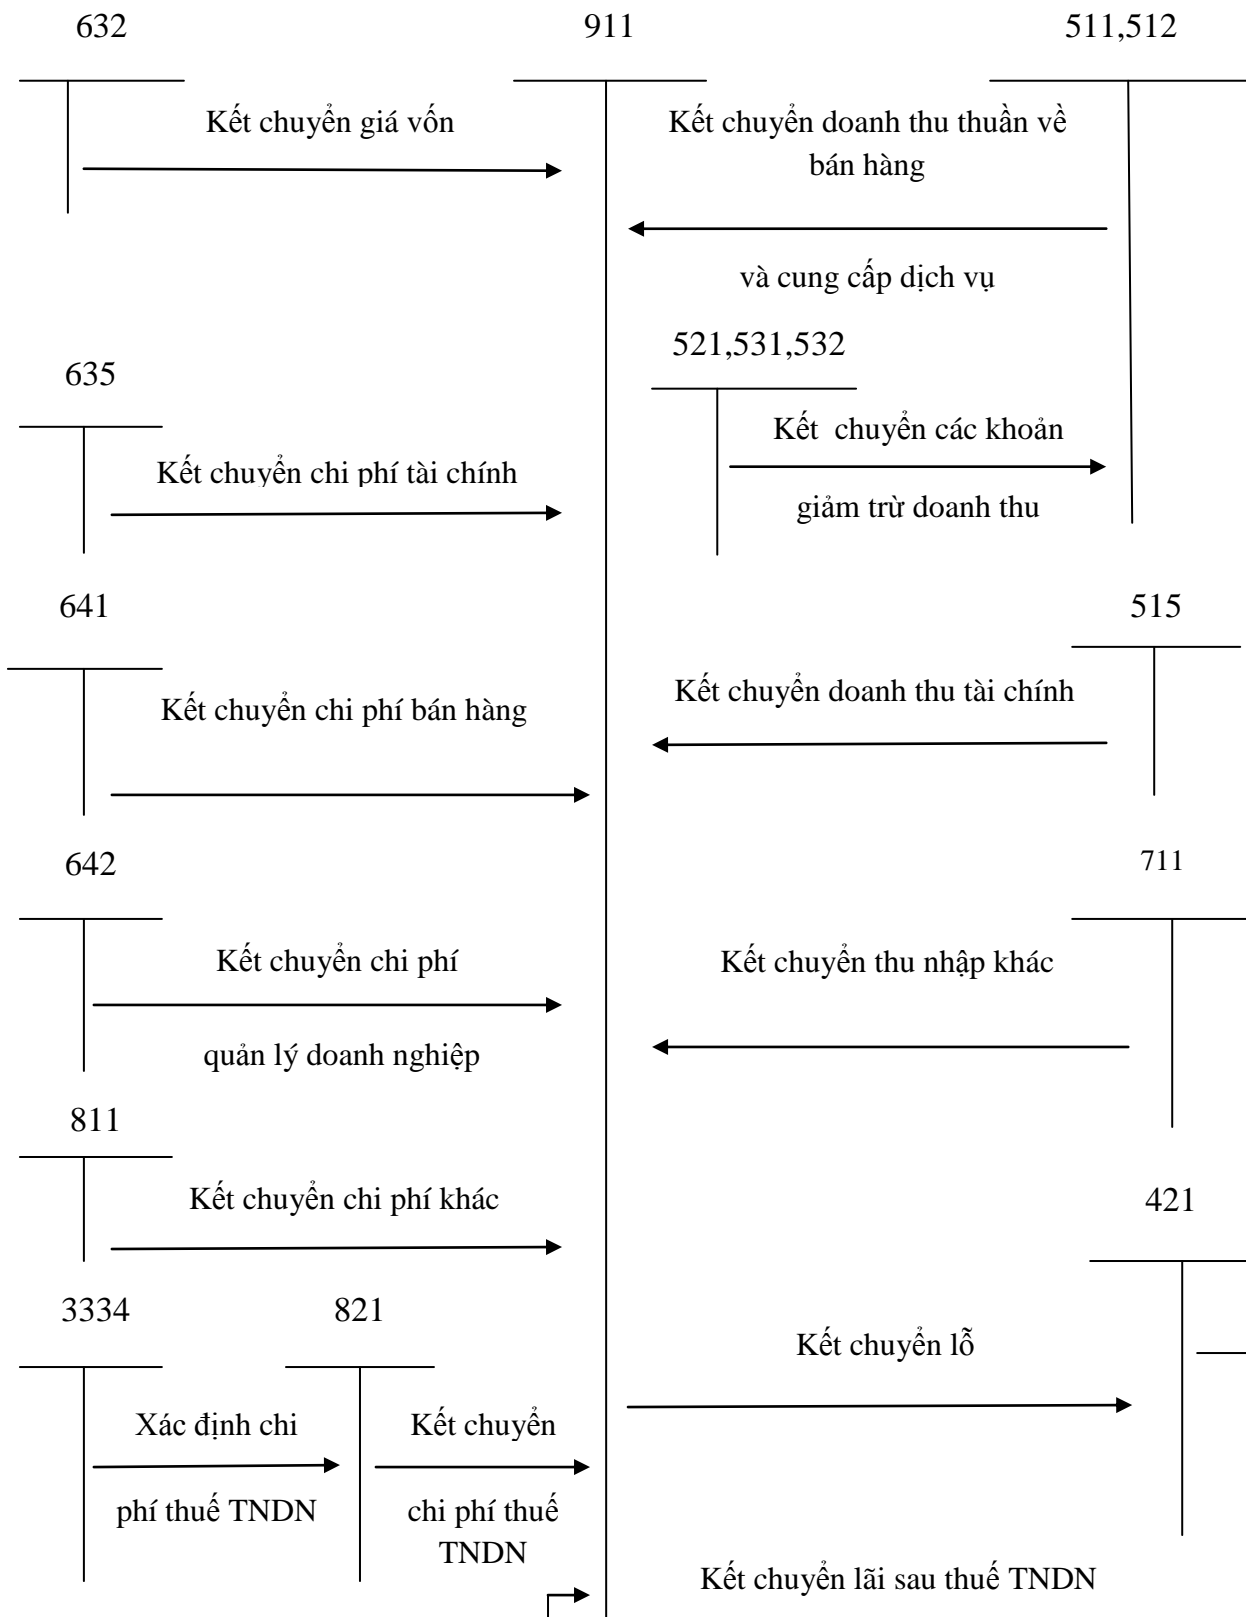 632
911
511,512
Kết chuyển giá vốn
Kết chuyển doanh thu thuần về
bán hàng
và cung cấp dịch vụ
521,531,532
635
Kết chuyển các khoản
Kết chuyển chi phí tài chính
giảm trừ doanh thu
641
515
Kết chuyển doanh thu tài chính
Kết chuyển chi phí bán hàng
642
711
Kết chuyển chi phí
Kết chuyển thu nhập khác
quản lý doanh nghiệp
811
Kết chuyển chi phí khác
421
3334
821
Kết chuyển lỗ
Xác định chi
Kết chuyển
phí thuế TNDN
chi phí thuế
TNDN
Kết chuyển lãi sau thuế TNDN